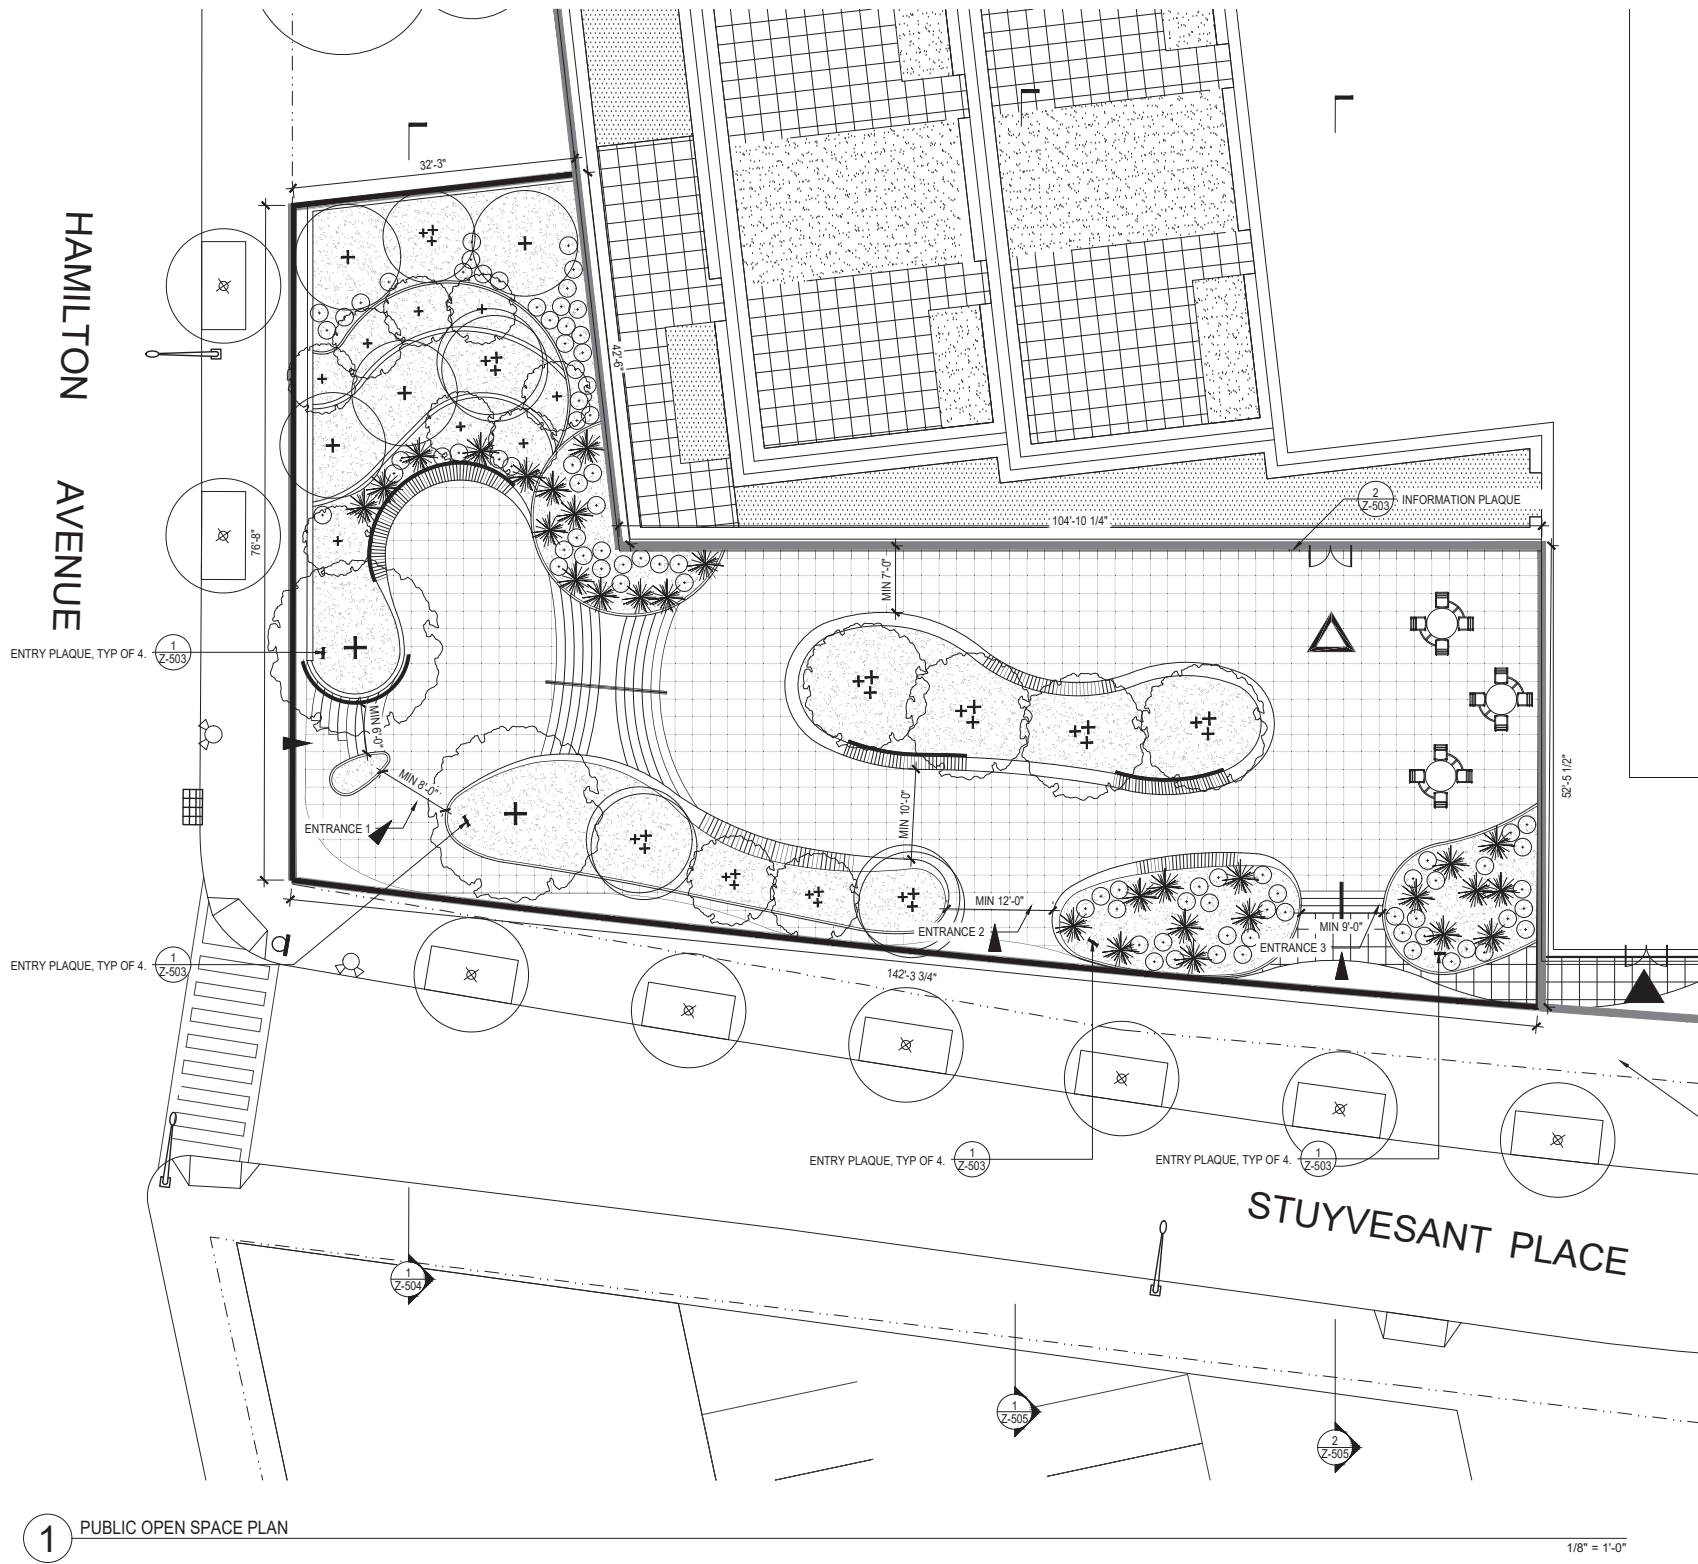 32'-3"
HAMILTON AVENUE
42'-6"
76'-8"
2
Z-503
INFORMATION PLAQUE
104'-10 1/4"
MIN 7'-0"
ENTRY PLAQUE, TYP OF 4.
1
Z-503
MIN 6'-0"
MIN 8'-0"
ENTRANCE 1
MIN 10'-0"
52'-5 1/2"
MIN 12'-0"
ENTRANCE 2
MIN 9'-0"
ENTRANCE 3
ENTRY PLAQUE, TYP OF 4.
1
Z-503
142'-3 3/4"
ENTRY PLAQUE, TYP OF 4.
1
Z-503
ENTRY PLAQUE, TYP OF 4.
1
Z-503
STUYVESANT PLACE
1
Z-504
1
Z-505
2
Z-505
1
PUBLIC OPEN SPACE PLAN
1/8" = 1'-0"